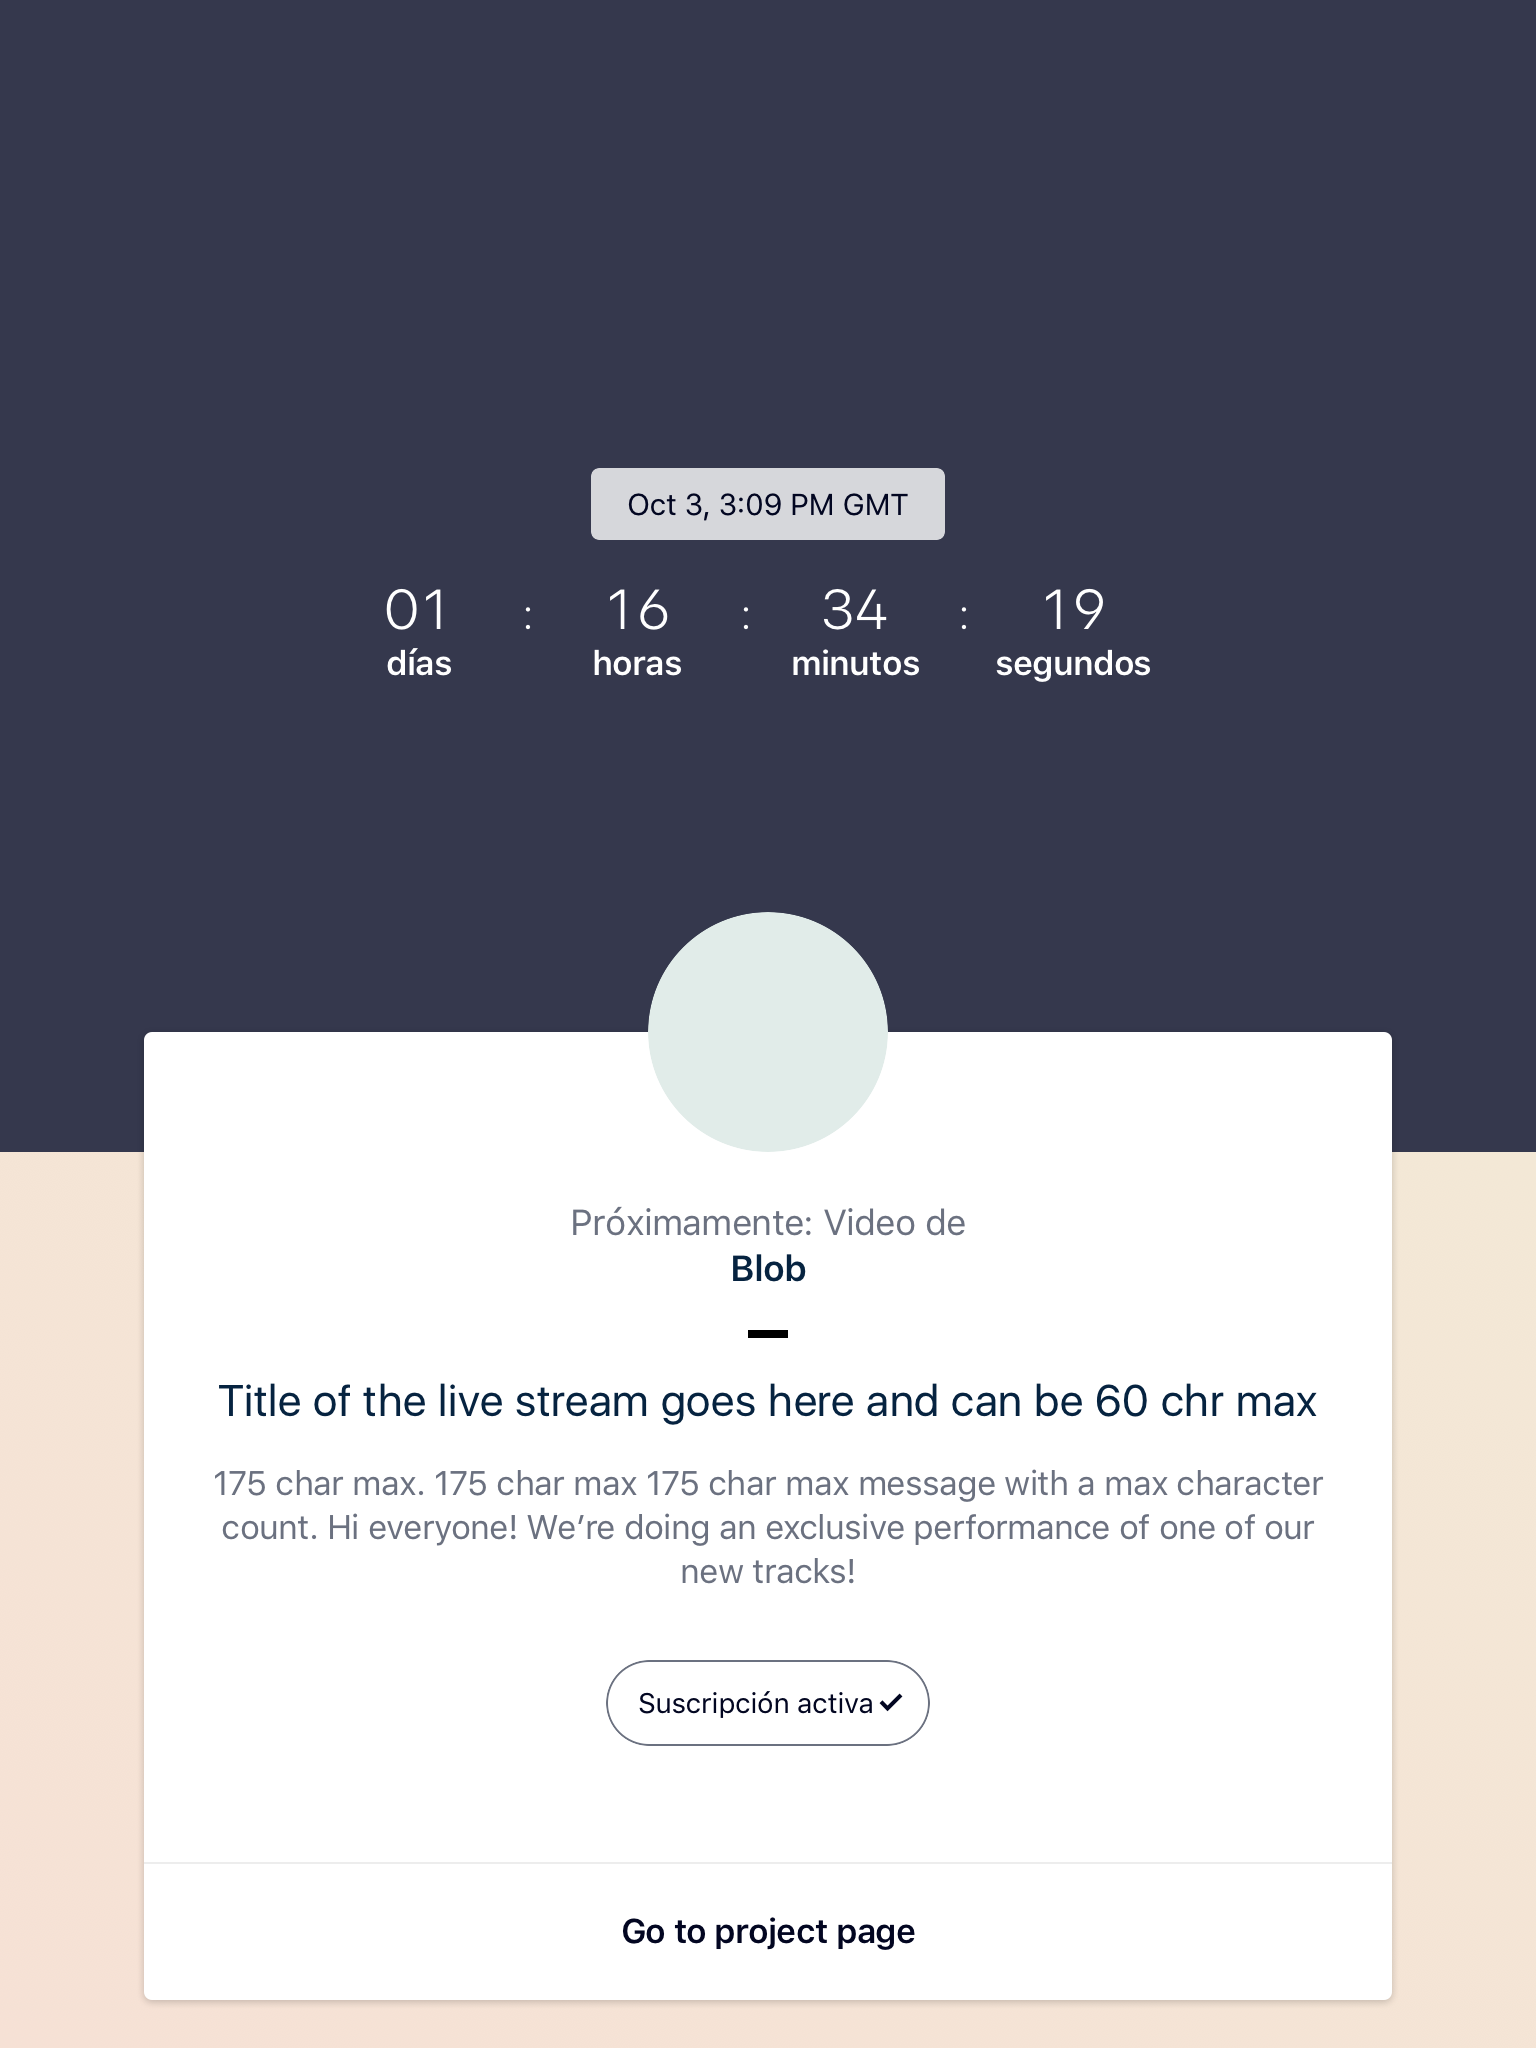 Oct 3, 3:09 PM GMT
01 : 16 : 34 : 19
días horas minutos segundos
Próximamente: Video de
Blob
Title of the live stream goes here and can be 60 chr max
175 char max. 175 char max 175 char max message with a max character
count. Hi everyone! We’re doing an exclusive performance of one of our
new tracks!
Suscripción activa
Go to project page